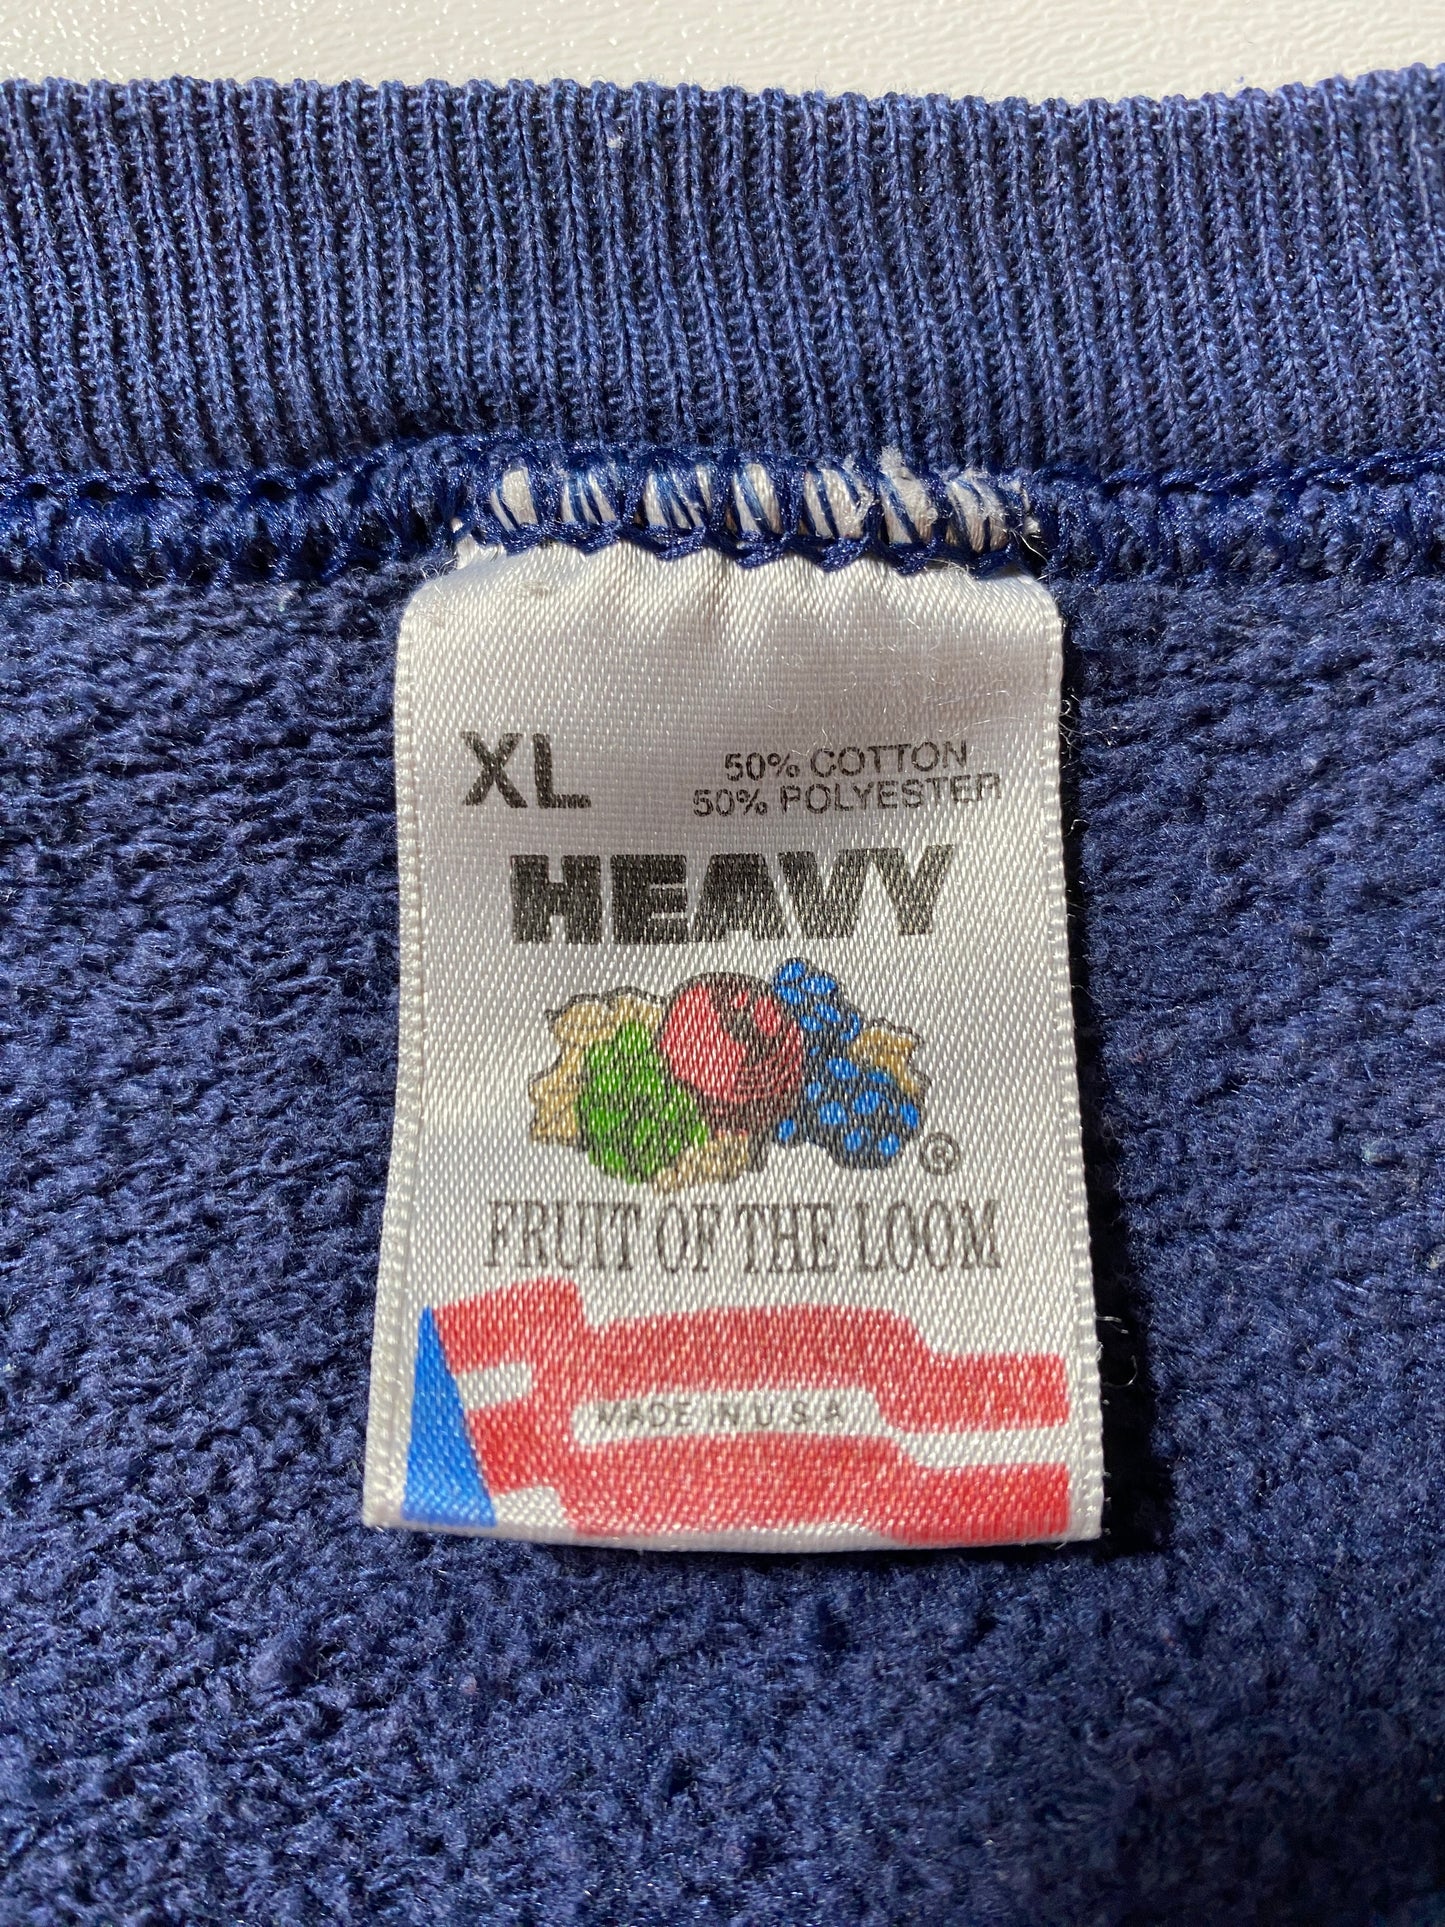 XL
50% COTTON
50% POLYESTER
HEAVY
®
FRUIT OF THE LOOM
MADE IN U.S.A